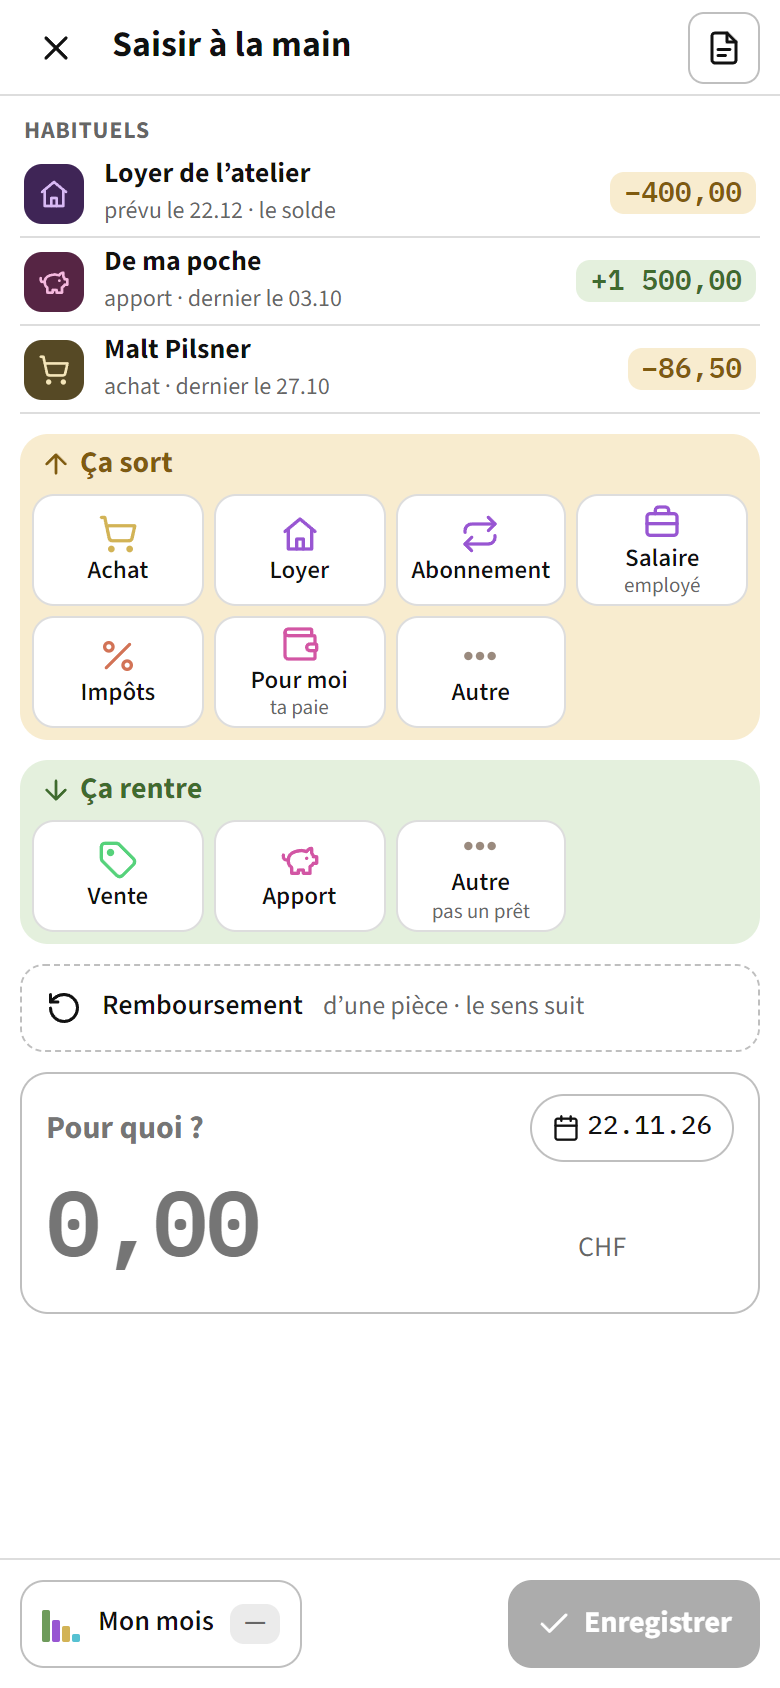 Saisir à la main
HABITUELS
Loyer de l’atelier
prévu le 22.12 · le solde
−400,00
De ma poche
apport · dernier le 03.10
+1 500,00
Malt Pilsner
achat · dernier le 27.10
−86,50
Ça sort
Achat
Loyer
Abonnement
Salaire
employé
Impôts
Pour moi
ta paie
Autre
Ça rentre
Vente
Apport
Autre
pas un prêt
Remboursement d’une pièce · le sens suit
Pour quoi ?
22.11.26
0,00
CHF
Mon mois —
Enregistrer